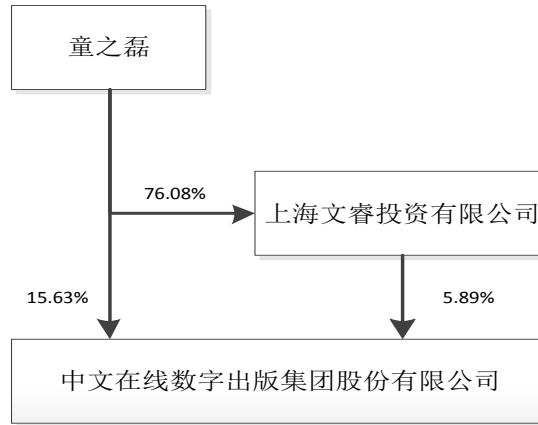 童之磊
76.08%
上海文睿投资有限公司
15.63%
5.89%
中文在线数字出版集团股份有限公司